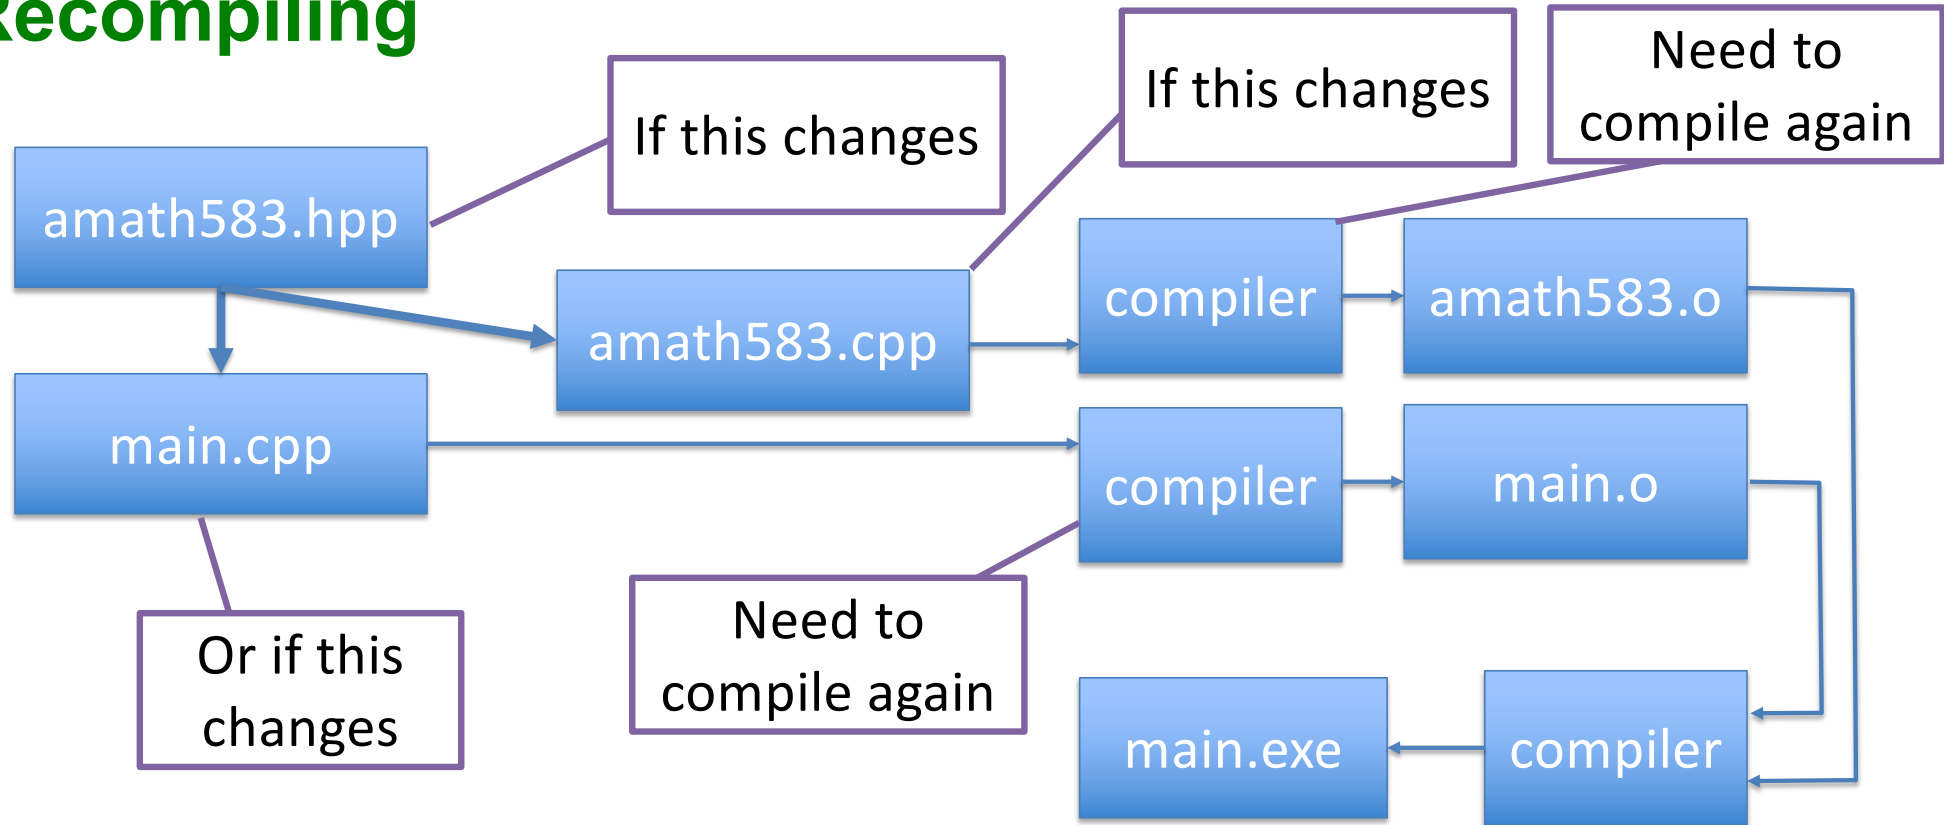 Recompiling
If this changes
If this changes
Need to
compile again
amath583.hpp
amath583.cpp
compiler
amath583.o
main.cpp
compiler
main.o
Or if this
changes
Need to
compile again
main.exe
compiler